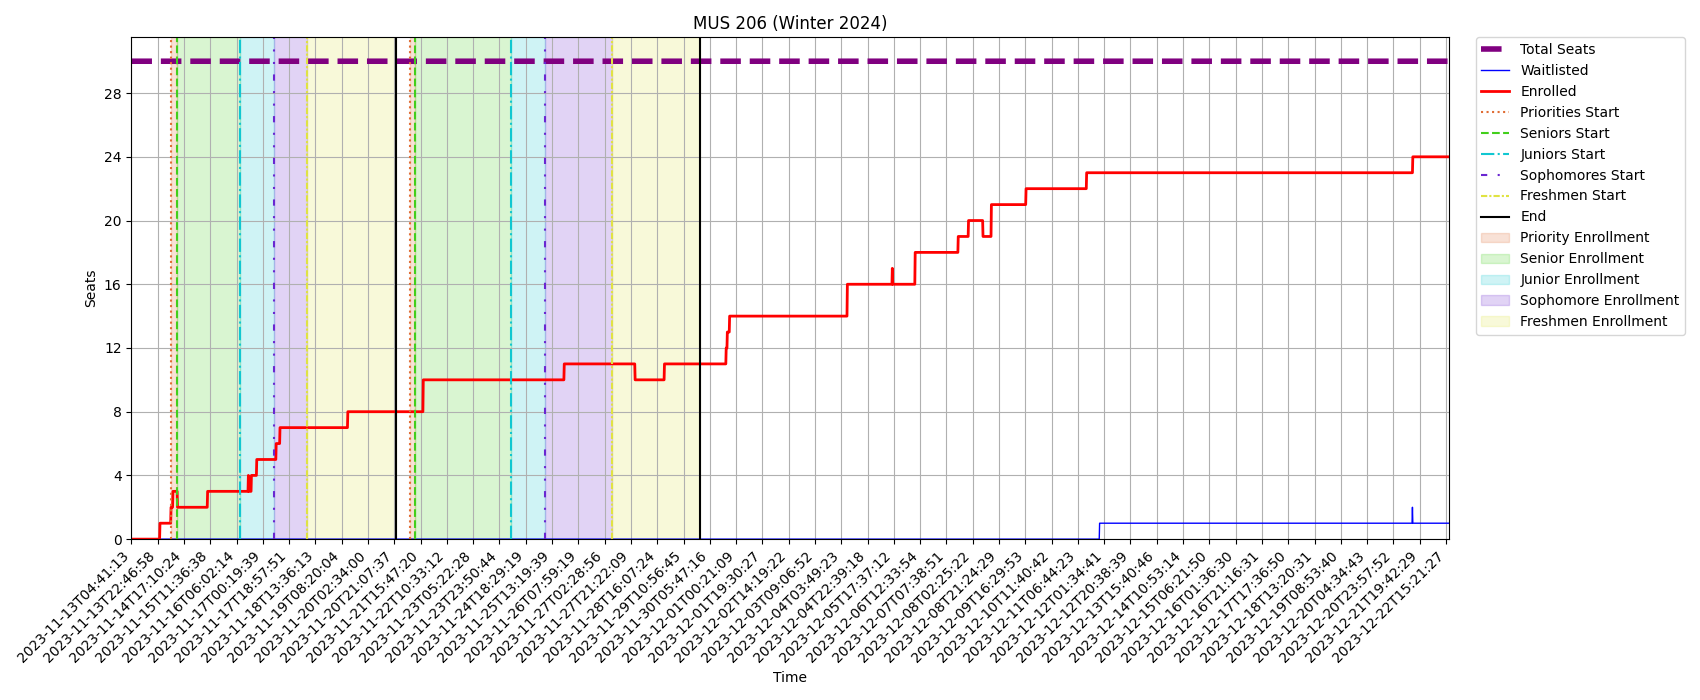 MUS 206 (Winter 2024)
Total Seats
Waitlisted
Enrolled
Priorities Start
Seniors Start
Juniors Start
Sophomores Start
Freshmen Start
End
Priority Enrollment
Senior Enrollment
Junior Enrollment
Sophomore Enrollment
Freshmen Enrollment
Seats
28
24
20
16
12
8
4
0
2023-11-13T04:41:13
2023-11-13T22:46:58
2023-11-14T17:10:24
2023-11-15T11:36:38
2023-11-16T06:02:14
2023-11-17T00:19:39
2023-11-17T18:57:51
2023-11-18T13:36:13
2023-11-19T08:20:04
2023-11-20T02:34:00
2023-11-20T21:07:37
2023-11-21T15:47:20
2023-11-22T10:33:12
2023-11-23T05:22:28
2023-11-23T23:50:44
2023-11-24T18:29:19
2023-11-25T13:19:39
2023-11-26T07:59:19
2023-11-27T02:28:56
2023-11-27T21:22:09
2023-11-28T16:07:24
2023-11-29T10:56:45
2023-11-30T05:47:16
2023-12-01T00:21:09
2023-12-01T19:30:27
2023-12-02T14:19:22
2023-12-03T09:06:52
2023-12-04T03:49:23
2023-12-04T22:39:18
2023-12-05T17:37:12
2023-12-06T12:33:54
2023-12-07T07:38:51
2023-12-08T02:25:22
2023-12-08T21:24:29
2023-12-09T16:29:53
2023-12-10T11:40:42
2023-12-11T06:44:23
2023-12-12T01:34:41
2023-12-12T20:38:39
2023-12-13T15:40:46
2023-12-14T10:53:14
2023-12-15T06:21:50
2023-12-16T01:36:30
2023-12-16T21:16:31
2023-12-17T17:36:50
2023-12-18T13:20:31
2023-12-19T08:53:40
2023-12-20T04:34:43
2023-12-20T23:57:52
2023-12-21T19:42:29
2023-12-22T15:21:27
Time